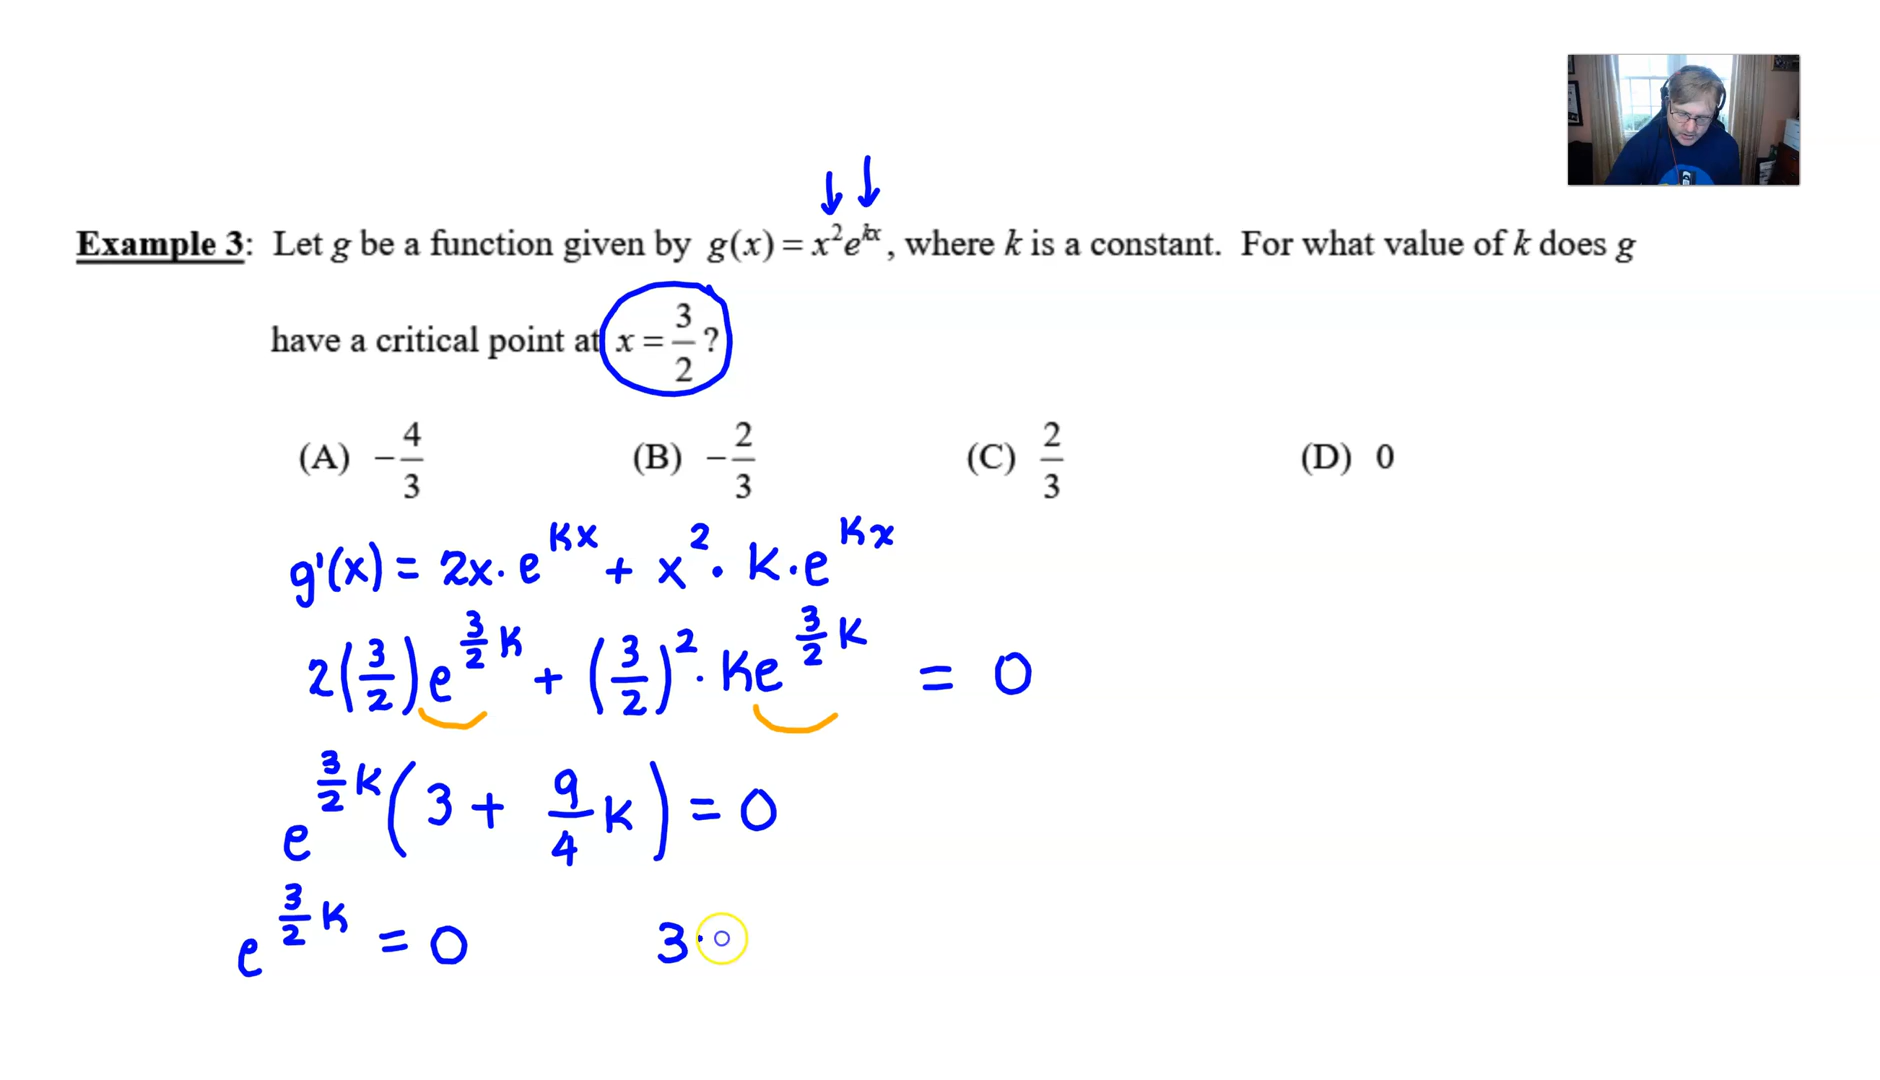 Example 3: Let g be a function given by g(x) = x²e^{kx}, where k is a constant. For what value of k does g
have a critical point at x = 3/2 ?
(A) -4/3 (B) -2/3 (C) 2/3 (D) 0
g'(x) = 2x · e^{Kx} + x² · K · e^{Kx}
2(3/2)e^{3/2 K} + (3/2)² · Ke^{3/2 K} = 0
e^{3/2 K}(3 + 9/4 K) = 0
e^{3/2 K} = 0 3